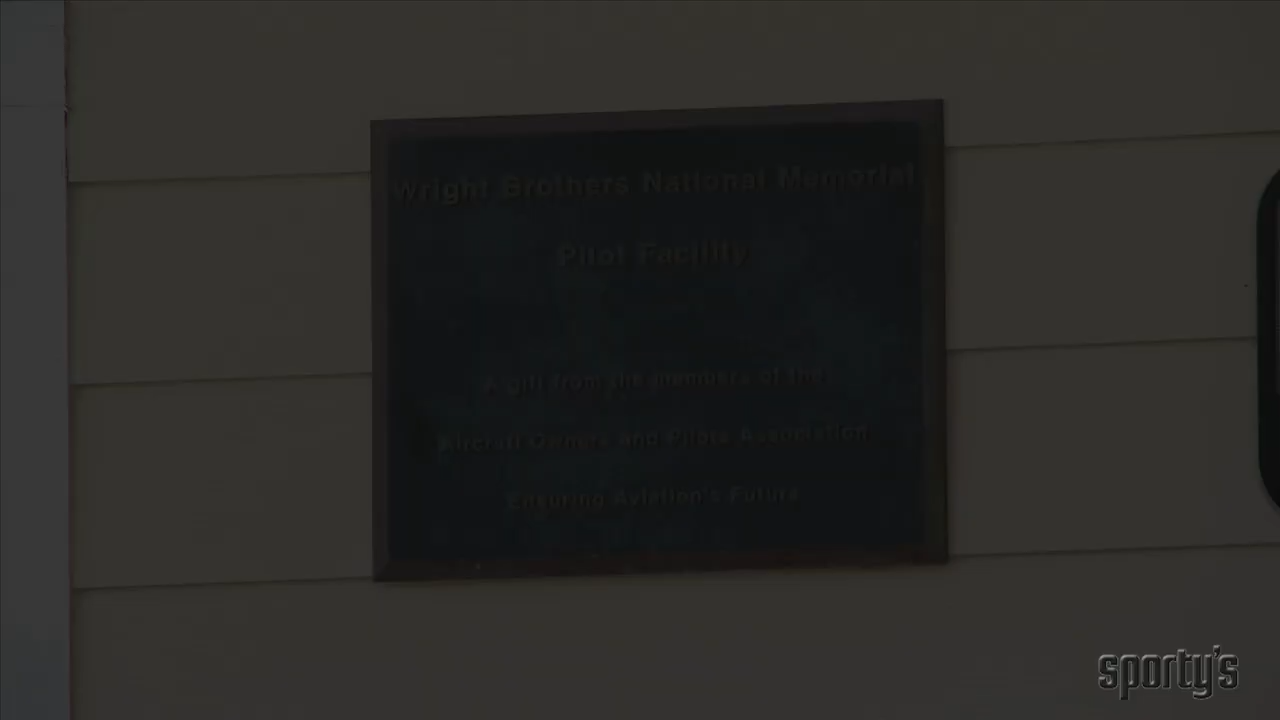 Wright Brothers National Memorial
Pilot Facility
A gift from the members of the
Aircraft Owners and Pilots Association
Ensuring Aviation's Future
sporty's